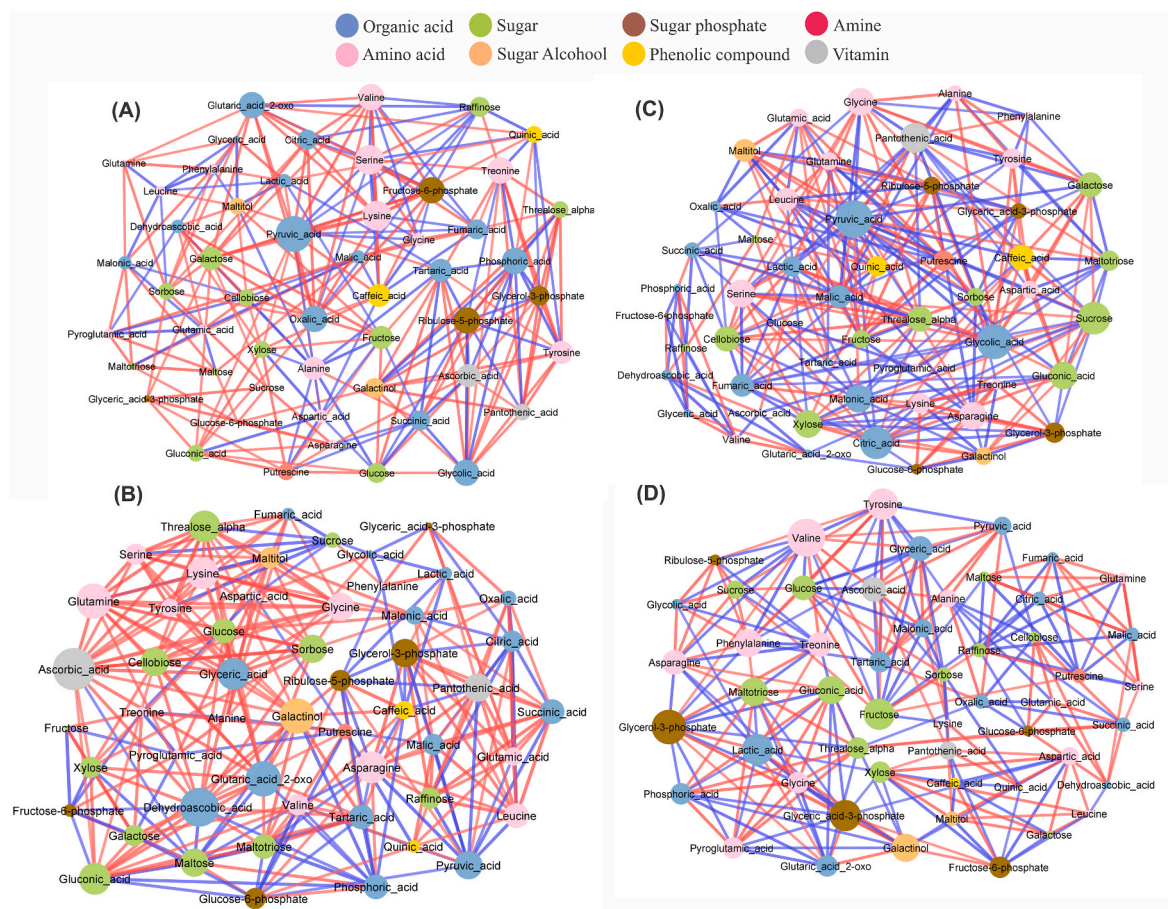 Organic acid
Sugar
Sugar phosphate
Amine
Amino acid
Sugar Alcohool
Phenolic compound
Vitamin
(A)
Valine
Glutaric_acid_2-oxo
Raffinose
Glyceric_acid
Citric_acid
Quinic_acid
Glutamine
Phenylalanine
Serine
Treonine
Leucine
Lactic_acid
Fructose-6-phosphate
Maltitol
Lysine
Threalose_alpha
Dehydroascobic_acid
Pyruvic_acid
Glycine
Fumaric_acid
Malonic_acid
Galactose
Malic_acid
Tartaric_acid
Phosphoric_acid
Sorbose
Cellobiose
Caffeic_acid
Glycerol-3-phosphate
Pyroglutamic_acid
Glutamic_acid
Oxalic_acid
Ribulose-5-phosphate
Xylose
Fructose
Tyrosine
Maltotriose
Maltose
Alanine
Ascorbic_acid
Sucrose
Galactinol
Glyceric_acid-3-phosphate
Aspartic_acid
Pantothenic_acid
Glucose-6-phosphate
Succinic_acid
Asparagine
Gluconic_acid
Putrescine
Glucose
Glycolic_acid
(C)
Glycine
Alanine
Glutamic_acid
Phenylalanine
Pantothenic_acid
Maltitol
Glutamine
Tyrosine
Ribulose-5-phosphate
Galactose
Leucine
Oxalic_acid
Pyruvic_acid
Glyceric_acid-3-phosphate
Maltose
Succinic_acid
Lactic_acid
Quinic_acid
Putrescine
Caffeic_acid
Maltotriose
Phosphoric_acid
Serine
Malic_acid
Sorbose
Aspartic_acid
Fructose-6-phosphate
Glucose
Threalose_alpha
Sucrose
Raffinose
Cellobiose
Fructose
Glycolic_acid
Dehydroascobic_acid
Tartaric_acid
Pyroglutamic_acid
Gluconic_acid
Fumaric_acid
Treonine
Glyceric_acid
Ascorbic_acid
Malonic_acid
Lysine
Asparagine
Xylose
Glycerol-3-phosphate
Valine
Citric_acid
Glutaric_acid_2-oxo
Galactinol
Glucose-6-phosphate
(B)
Fumaric_acid
Threalose_alpha
Glyceric_acid-3-phosphate
Sucrose
Serine
Maltitol
Glycolic_acid
Lysine
Lactic_acid
Phenylalanine
Glutamine
Aspartic_acid
Oxalic_acid
Tyrosine
Glycine
Malonic_acid
Glucose
Citric_acid
Ascorbic_acid
Cellobiose
Sorbose
Glycerol-3-phosphate
Glyceric_acid
Ribulose-5-phosphate
Pantothenic_acid
Treonine
Alanine
Galactinol
Caffeic_acid
Succinic_acid
Fructose
Putrescine
Malic_acid
Pyroglutamic_acid
Glutamic_acid
Xylose
Glutaric_acid_2-oxo
Asparagine
Fructose-6-phosphate
Dehydroascobic_acid
Valine
Raffinose
Tartaric_acid
Leucine
Galactose
Maltotriose
Quinic_acid
Maltose
Pyruvic_acid
Gluconic_acid
Phosphoric_acid
Glucose-6-phosphate
(D)
Tyrosine
Valine
Pyruvic_acid
Glyceric_acid
Ribulose-5-phosphate
Fumaric_acid
Sucrose
Glucose
Ascorbic_acid
Maltose
Glutamine
Glycolic_acid
Alanine
Citric_acid
Malonic_acid
Phenylalanine
Treonine
Cellobiose
Malic_acid
Asparagine
Tartaric_acid
Raffinose
Sorbose
Putrescine
Serine
Maltotriose
Gluconic_acid
Oxalic_acid
Glutamic_acid
Glycerol-3-phosphate
Fructose
Lysine
Glucose-6-phosphate
Succinic_acid
Lactic_acid
Threalose_alpha
Pantothenic_acid
Aspartic_acid
Xylose
Phosphoric_acid
Glycine
Caffeic_acid
Quinic_acid
Dehydroascobic_acid
Glyceric_acid-3-phosphate
Maltitol
Leucine
Galactose
Pyroglutamic_acid
Galactinol
Glutaric_acid_2-oxo
Fructose-6-phosphate